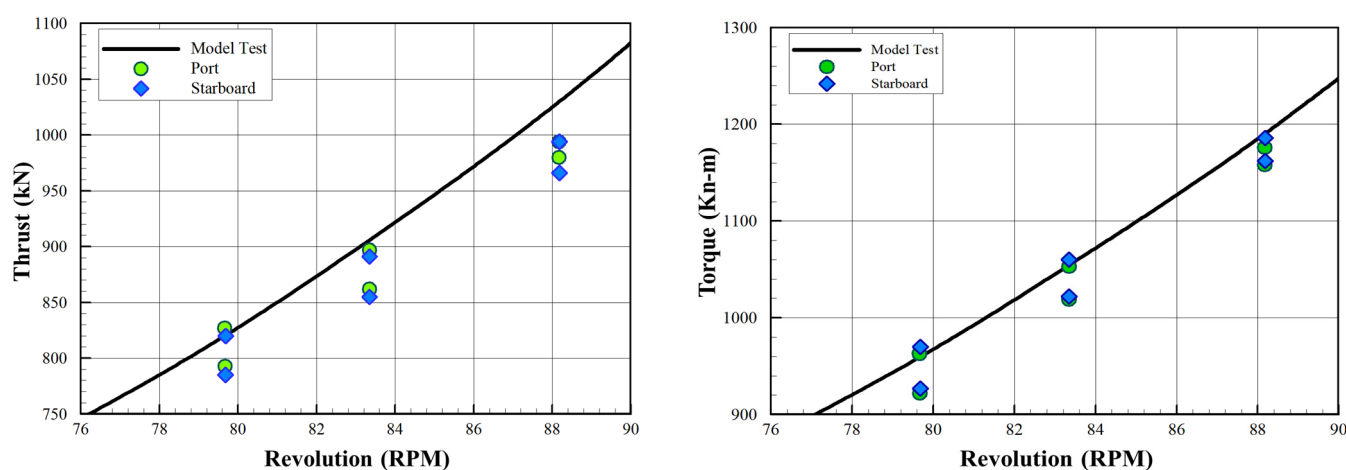 1100
1050
1000
950
900
850
800
750
Thrust (kN)
Model Test
Port
Starboard
76 78 80 82 84 86 88 90
Revolution (RPM)
1300
1200
1100
1000
900
Torque (Kn-m)
Model Test
Port
Starboard
76 78 80 82 84 86 88 90
Revolution (RPM)